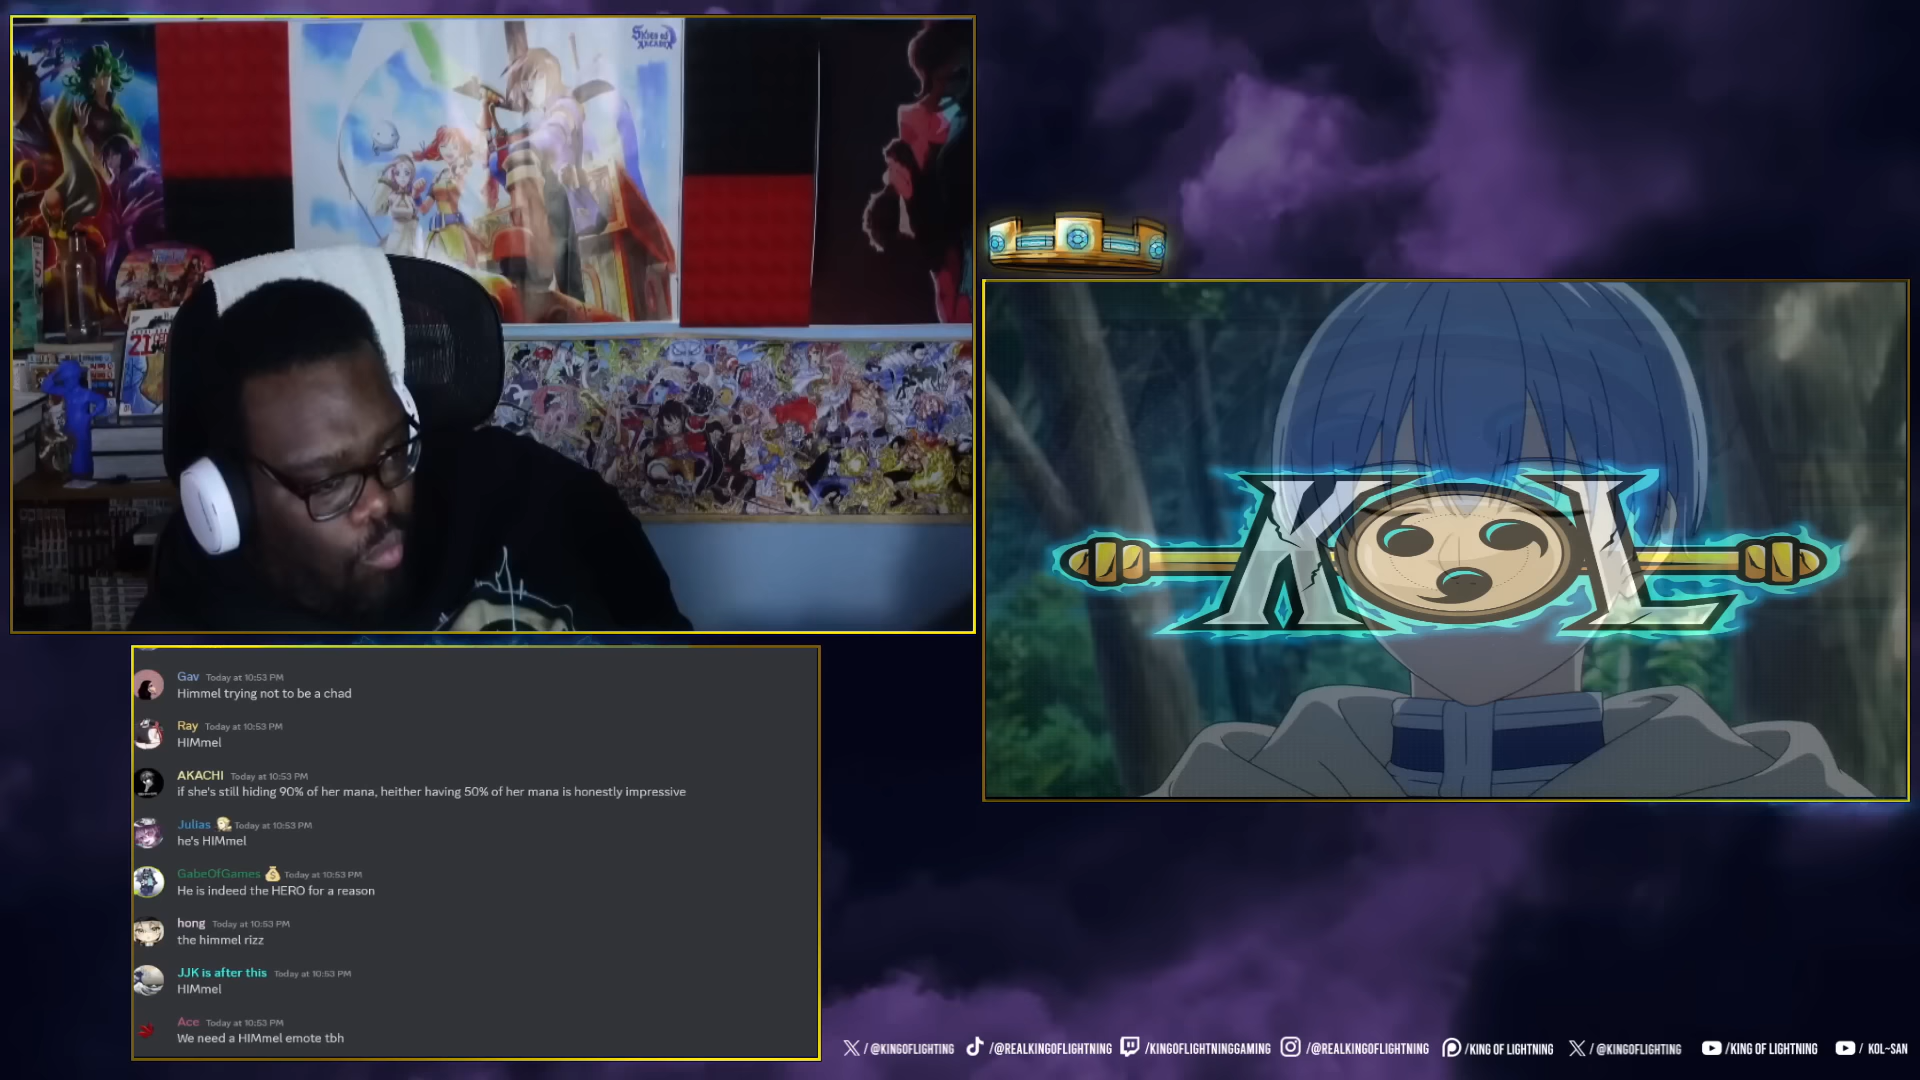 Skies of
Arcadia
21
KOL
Gav Today at 10:53 PM
Himmel trying not to be a chad
Ray Today at 10:53 PM
HIMmel
AKACHI Today at 10:53 PM
if she's still hiding 90% of her mana, heither having 50% of her mana is honestly impressive
Julias Today at 10:53 PM
he's HIMmel
GabeOfGames Today at 10:53 PM
He is indeed the HERO for a reason
hong Today at 10:53 PM
the himmel rizz
JJK is after this Today at 10:53 PM
HIMmel
Ace Today at 10:53 PM
We need a HIMmel emote tbh
/ @KINGOFLIGHTING /@REALKINGOFLIGHTNING /KINGOFLIGHTNINGGAMING /@REALKINGOFLIGHTNING /KING OF LIGHTNING / @KINGOFLIGHTING /KING OF LIGHTNING / KOL~SAN